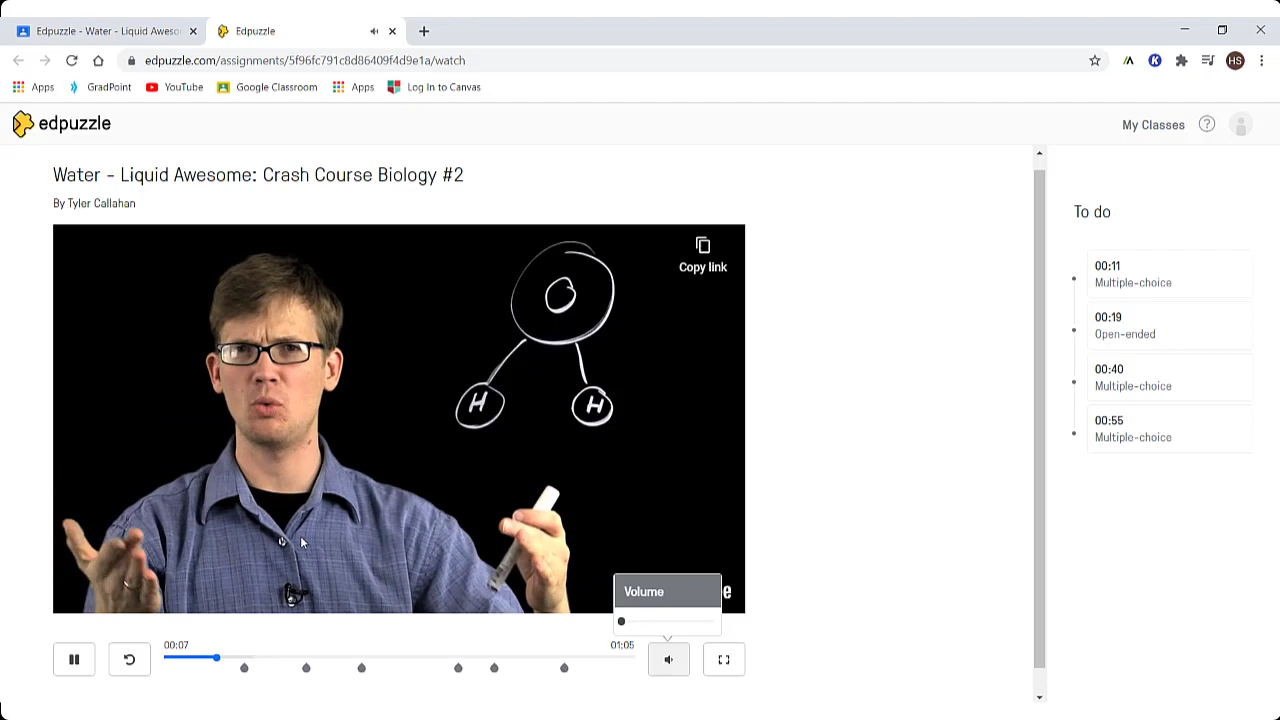 Edpuzzle - Water - Liquid Aweso
Edpuzzle
edpuzzle.com/assignments/5f96fc791c8d86409f4d9e1a/watch
HS
Apps
GradPoint
YouTube
Google Classroom
Apps
Log In to Canvas
edpuzzle
My Classes
?
Water - Liquid Awesome: Crash Course Biology #2
By Tyler Callahan
To do
Copy link
O
H
H
00:11
Multiple-choice
00:19
Open-ended
00:40
Multiple-choice
00:55
Multiple-choice
Volume
e
00:07
01:05